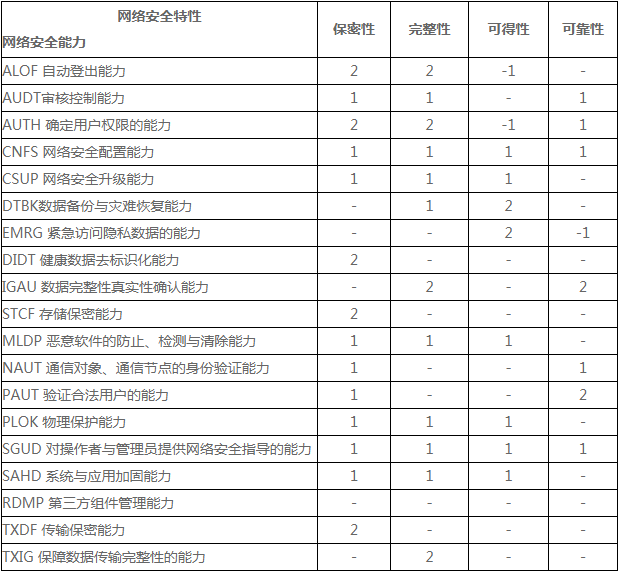 网络安全特性
网络安全能力 保密性 完整性 可得性 可靠性
ALOF 自动登出能力 2 2 -1 -
AUDT审核控制能力 1 1 - 1
AUTH 确定用户权限的能力 2 2 -1 1
CNFS 网络安全配置能力 1 1 1 1
CSUP 网络安全升级能力 1 1 1 -
DTBK数据备份与灾难恢复能力 - 1 2 -
EMRG 紧急访问隐私数据的能力 - - 2 -1
DIDT 健康数据去标识化能力 2 - - -
IGAU 数据完整性真实性确认能力 - 2 - 2
STCF 存储保密能力 2 - - -
MLDP 恶意软件的防止、检测与清除能力 1 1 1 -
NAUT 通信对象、通信节点的身份验证能力 1 - - 1
PAUT 验证合法用户的能力 1 - - 2
PLOK 物理保护能力 1 1 1 -
SGUD 对操作者与管理员提供网络安全指导的能力 1 1 1 1
SAHD 系统与应用加固能力 1 1 1 -
RDMP 第三方组件管理能力 - - - -
TXDF 传输保密能力 2 - - -
TXIG 保障数据传输完整性的能力 - 2 - -